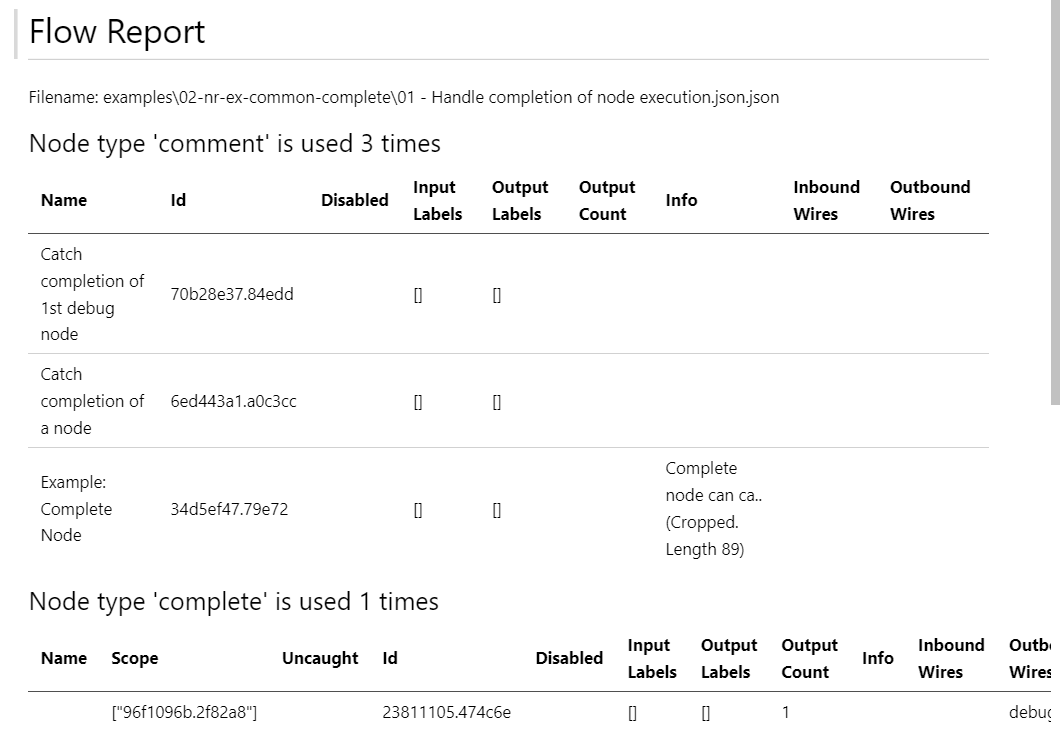 Flow Report
Filename: examples\02-nr-ex-common-complete\01 - Handle completion of node execution.json.json
Node type 'comment' is used 3 times
Name Id Disabled Input Labels Output Labels Output Count Info Inbound Wires Outbound Wires
Catch
completion of
1st debug
node
70b28e37.84edd [] []
Catch
completion of
a node
6ed443a1.a0c3cc [] []
Example:
Complete
Node
34d5ef47.79e72 [] []
Complete
node can ca..
(Cropped.
Length 89)
Node type 'complete' is used 1 times
Name Scope Uncaught Id Disabled Input Labels Output Labels Output Count Info Inbound Wires Outbo Wires
["96f1096b.2f82a8"] 23811105.474c6e [] [] 1 debug